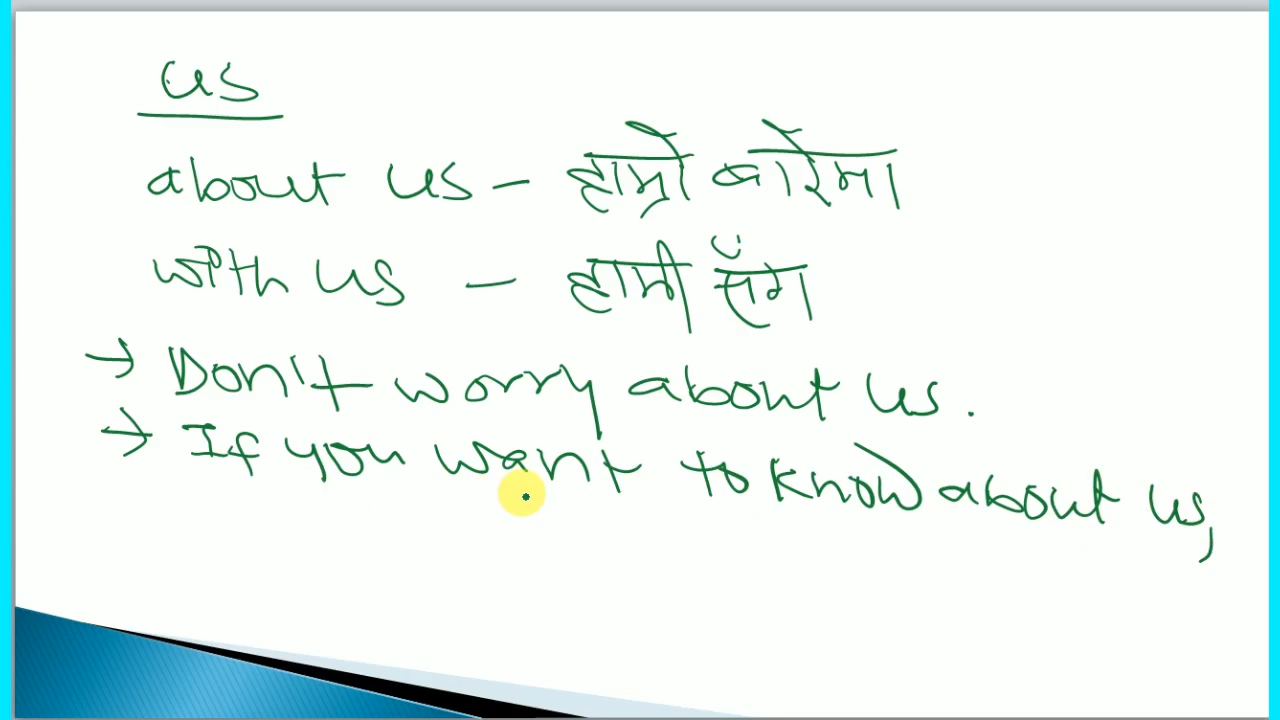 us
about us – हाम्रो बारेमा
with us – हामी सँग
→ Don't worry about us.
→ If you want to know about us,